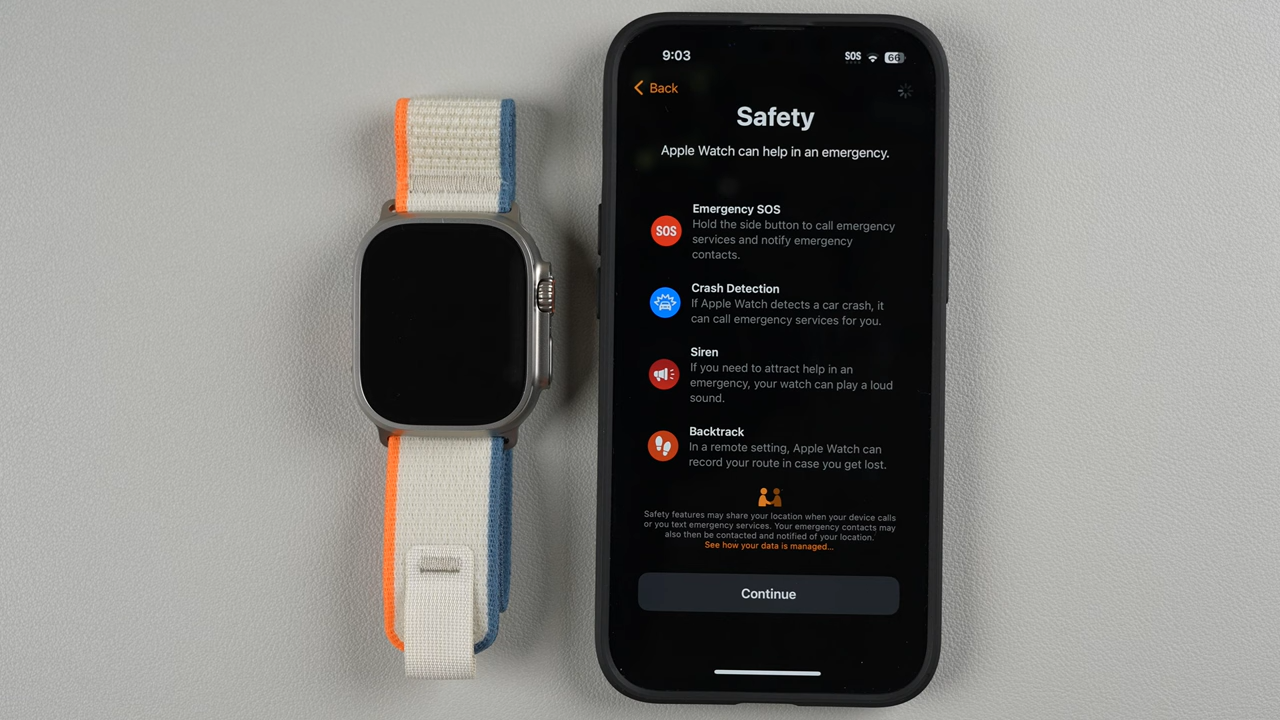 9:03
SOS
66
Back
Safety
Apple Watch can help in an emergency.
Emergency SOS
SOS
Hold the side button to call emergency
services and notify emergency
contacts.
Crash Detection
If Apple Watch detects a car crash, it
can call emergency services for you.
Siren
If you need to attract help in an
emergency, your watch can play a loud
sound.
Backtrack
In a remote setting, Apple Watch can
record your route in case you get lost.
Safety features may share your location when your device calls
or you text emergency services. Your emergency contacts may
also then be contacted and notified of your location.
See how your data is managed...
Continue